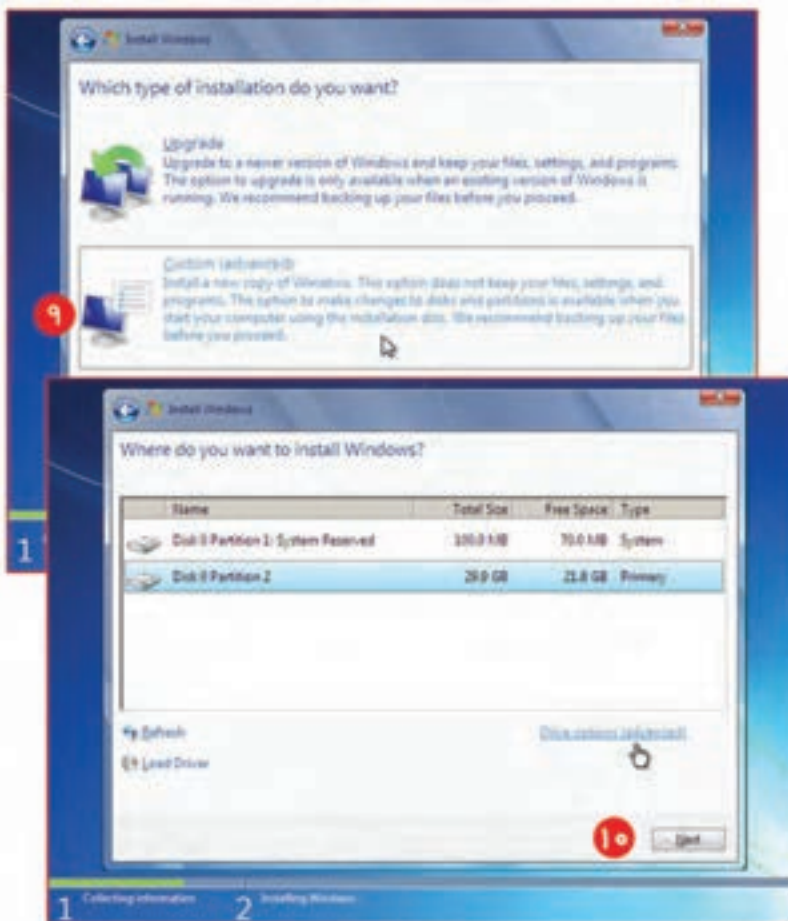 Install Windows
Which type of installation do you want?
Upgrade
Upgrade to a newer version of Windows and keep your files, settings, and programs.
The option to upgrade is only available when an existing version of Windows is
running. We recommend backing up your files before you proceed.
Custom (advanced)
Install a new copy of Windows. This option does not keep your files, settings, and
programs. The option to make changes to disks and partitions is available when you
start your computer using the installation disc. We recommend backing up your files
before you proceed.
۹
1
Install Windows
Where do you want to install Windows?
Name Total Size Free Space Type
Disk 0 Partition 1: System Reserved 100.0 MB 70.0 MB System
Disk 0 Partition 2 29.9 GB 21.8 GB Primary
Refresh
Drive options (advanced)
Load Driver
۱۰
Next
1 Collecting information 2 Installing Windows